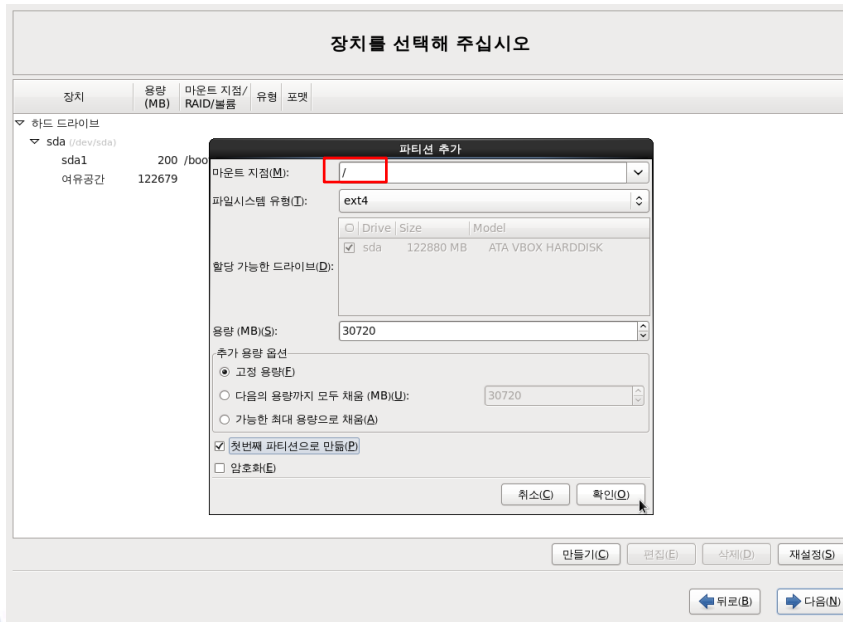 장치를 선택해 주십시오
장치 용량 (MB) 마운트 지점/ RAID/볼륨 유형 포맷
하드 드라이브
sda (/dev/sda)
sda1 200 /boo
여유공간 122679
파티션 추가
마운트 지점(M): /
파일시스템 유형(T): ext4
Drive Size Model
sda 122880 MB ATA VBOX HARDDISK
할당 가능한 드라이브(D):
용량 (MB)(S): 30720
추가 용량 옵션
고정 용량(F)
다음의 용량까지 모두 채움 (MB)(U): 30720
가능한 최대 용량으로 채움(A)
첫번째 파티션으로 만듦(P)
암호화(E)
취소(C) 확인(O)
만들기(C) 편집(E) 삭제(D) 재설정(S)
뒤로(B) 다음(N)